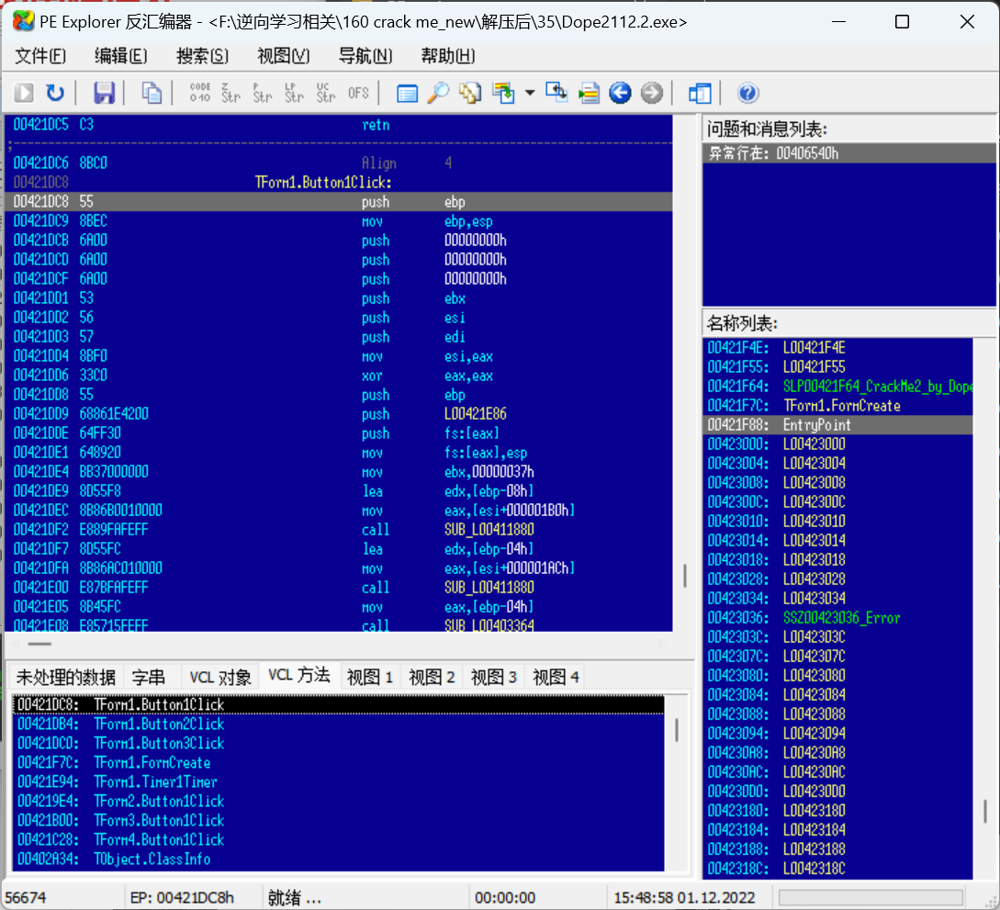 PE Explorer 反汇编器 - <F:\逆向学习相关\160 crack me_new\解压后\35\Dope2112.2.exe>
文件(F) 编辑(E) 搜索(S) 视图(V) 导航(N) 帮助(H)
CODE 0-10 Z Str P Str LP Str UC Str OFS
00421DC5 C3 retn
;
00421DC6 8BC0 Align 4
00421DC8 TForm1.Button1Click:
00421DC8 55 push ebp
00421DC9 8BEC mov ebp,esp
00421DCB 6A00 push 00000000h
00421DCD 6A00 push 00000000h
00421DCF 6A00 push 00000000h
00421DD1 53 push ebx
00421DD2 56 push esi
00421DD3 57 push edi
00421DD4 8BF0 mov esi,eax
00421DD6 33C0 xor eax,eax
00421DD8 55 push ebp
00421DD9 68861E4200 push L00421E86
00421DDE 64FF30 push fs:[eax]
00421DE1 648920 mov fs:[eax],esp
00421DE4 BB37000000 mov ebx,00000037h
00421DE9 8D55F8 lea edx,[ebp-08h]
00421DEC 8B86B0010000 mov eax,[esi+000001B0h]
00421DF2 E889FAFEFF call SUB_L00411880
00421DF7 8D55FC lea edx,[ebp-04h]
00421DFA 8B86AC010000 mov eax,[esi+000001ACh]
00421E00 E87BFAFEFF call SUB_L00411880
00421E05 8B45FC mov eax,[ebp-04h]
00421E08 E85715FEFF call SUB_L00403364
问题和消息列表:
异常行在: 00406540h
名称列表:
00421F4E: L00421F4E
00421F55: L00421F55
00421F64: SLP00421F64_CrackMe2_by_Dope
00421F7C: TForm1.FormCreate
00421F88: EntryPoint
00423000: L00423000
00423004: L00423004
00423008: L00423008
0042300C: L0042300C
00423010: L00423010
00423014: L00423014
00423018: L00423018
00423028: L00423028
00423034: L00423034
00423036: SSZ00423036_Error
0042303C: L0042303C
0042307C: L0042307C
00423080: L00423080
00423084: L00423084
00423088: L00423088
00423094: L00423094
004230A8: L004230A8
004230AC: L004230AC
004230D0: L004230D0
00423180: L00423180
00423184: L00423184
00423188: L00423188
0042318C: L0042318C
未处理的数据 字串 VCL 对象 VCL 方法 视图 1 视图 2 视图 3 视图 4
00421DC8: TForm1.Button1Click
00421DB4: TForm1.Button2Click
00421DC0: TForm1.Button3Click
00421F7C: TForm1.FormCreate
00421E94: TForm1.Timer1Timer
004219E4: TForm2.Button1Click
00421B00: TForm3.Button1Click
00421C28: TForm4.Button1Click
00402A34: TObject.ClassInfo
56674 EP: 00421DC8h 就绪 ... 00:00:00 15:48:58 01.12.2022